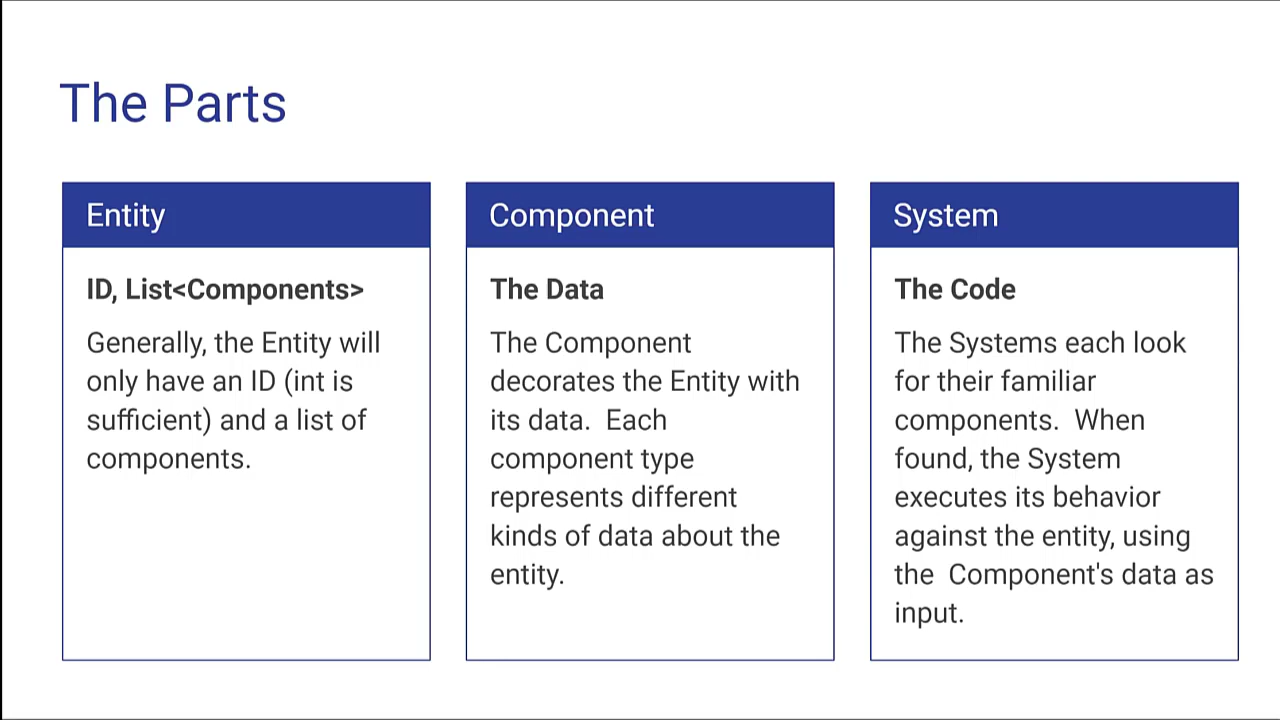 The Parts
Entity
ID, List<Components>
Generally, the Entity will
only have an ID (int is
sufficient) and a list of
components.
Component
The Data
The Component
decorates the Entity with
its data.  Each
component type
represents different
kinds of data about the
entity.
System
The Code
The Systems each look
for their familiar
components.  When
found, the System
executes its behavior
against the entity, using
the  Component's data as
input.